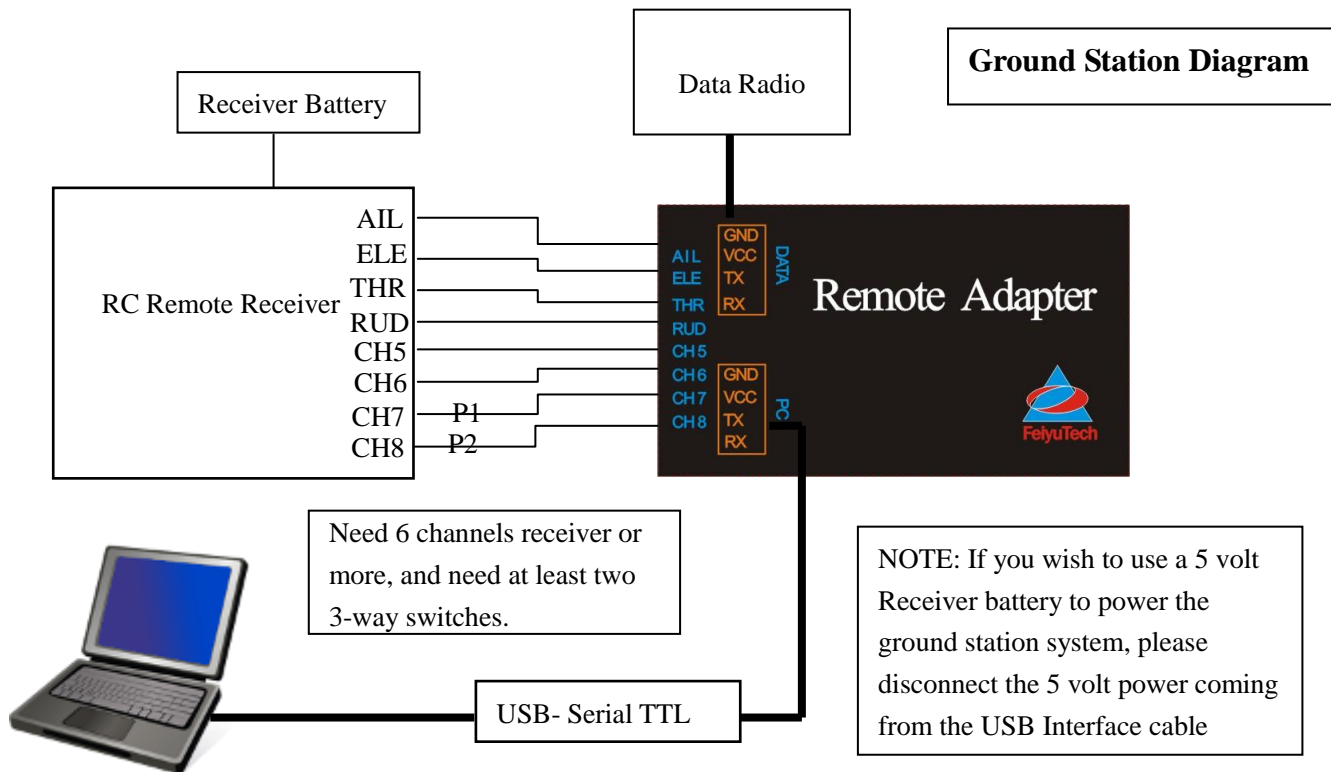 Ground Station Diagram
Data Radio
Receiver Battery
RC Remote Receiver
AIL
ELE
THR
RUD
CH5
CH6
CH7
CH8
P1
P2
AIL
ELE
THR
RUD
CH5
CH6
CH7
CH8
GND
VCC
TX
RX
DATA
GND
VCC
TX
RX
PC
Remote Adapter
FeiyuTech
Need 6 channels receiver or
more, and need at least two
3-way switches.
NOTE: If you wish to use a 5 volt
Receiver battery to power the
ground station system, please
disconnect the 5 volt power coming
from the USB Interface cable
USB- Serial TTL